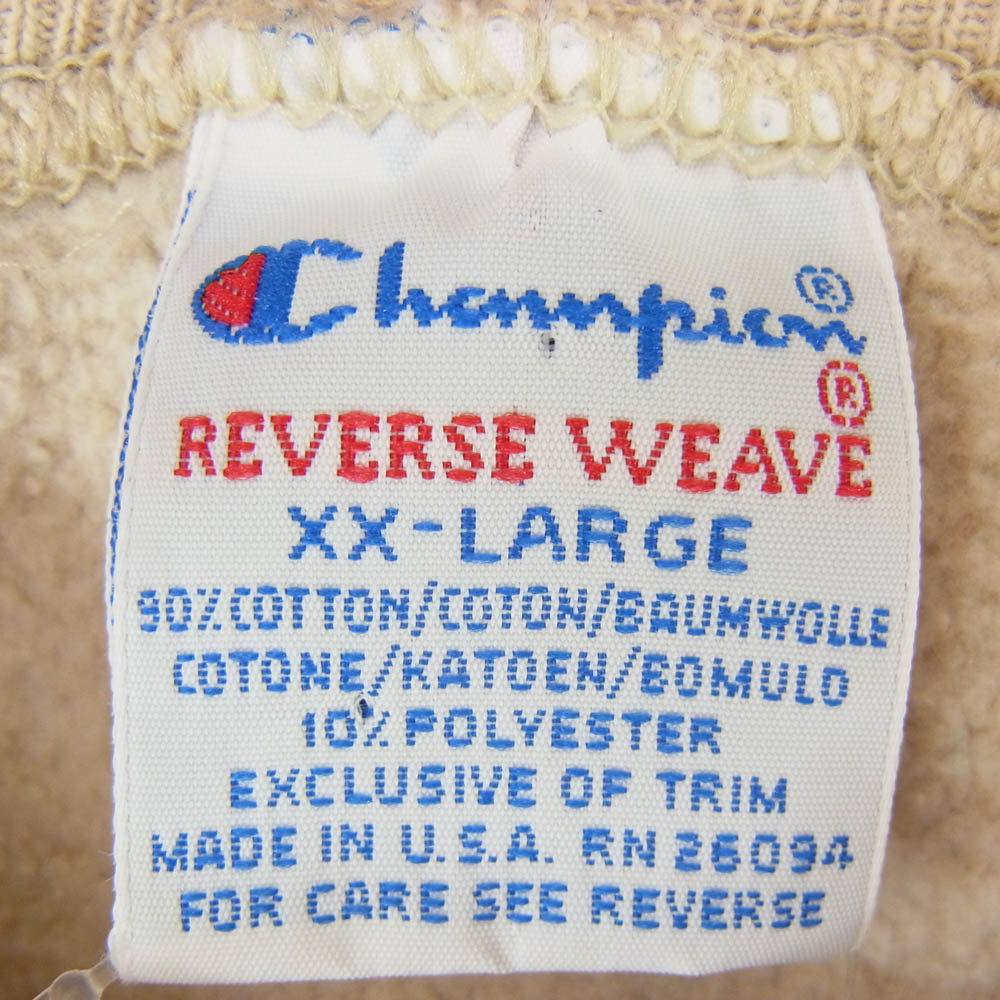 Champion®
REVERSE WEAVE®
XX-LARGE
90% COTTON/COTON/BAUMWOLLE
COTONE/KATOEN/BOMULD
10% POLYESTER
EXCLUSIVE OF TRIM
MADE IN U.S.A. RN 26094
FOR CARE SEE REVERSE